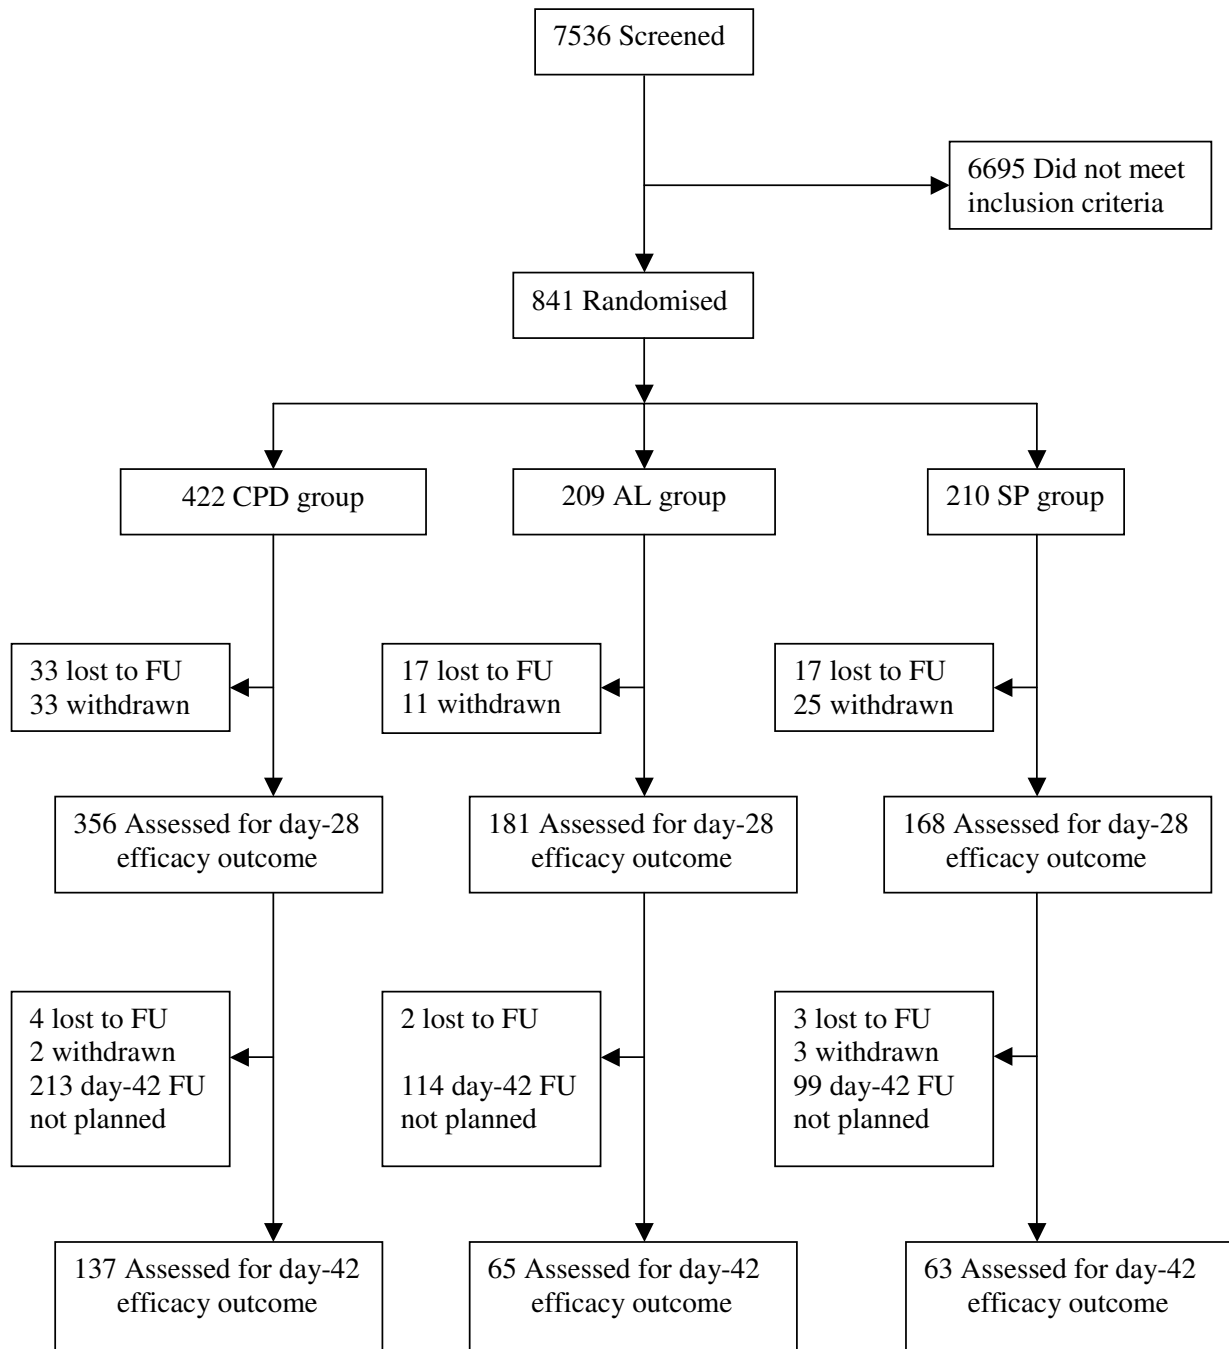 7536 Screened
6695 Did not meet
inclusion criteria
841 Randomised
422 CPD group
209 AL group
210 SP group
33 lost to FU
33 withdrawn
17 lost to FU
11 withdrawn
17 lost to FU
25 withdrawn
356 Assessed for day-28
efficacy outcome
181 Assessed for day-28
efficacy outcome
168 Assessed for day-28
efficacy outcome
4 lost to FU
2 withdrawn
213 day-42 FU
not planned
2 lost to FU
114 day-42 FU
not planned
3 lost to FU
3 withdrawn
99 day-42 FU
not planned
137 Assessed for day-42
efficacy outcome
65 Assessed for day-42
efficacy outcome
63 Assessed for day-42
efficacy outcome